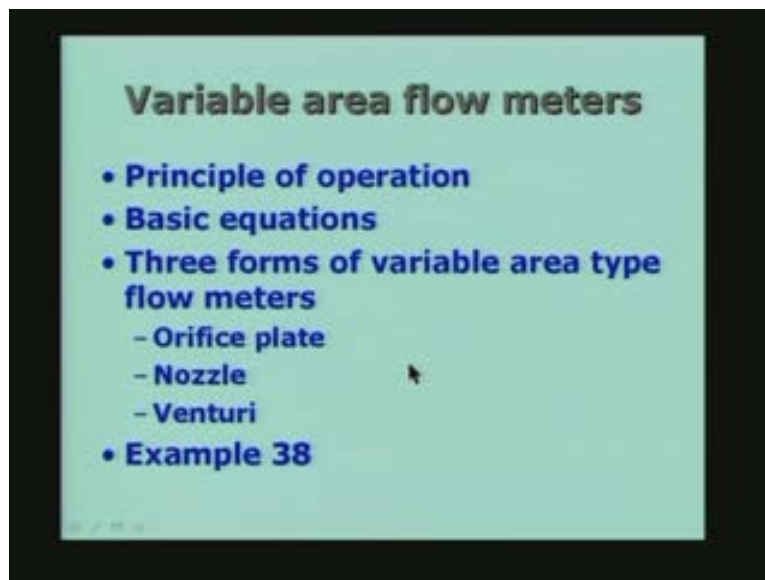 Variable area flow meters
• Principle of operation
• Basic equations
• Three forms of variable area type
flow meters
– Orifice plate
– Nozzle
– Venturi
• Example 38